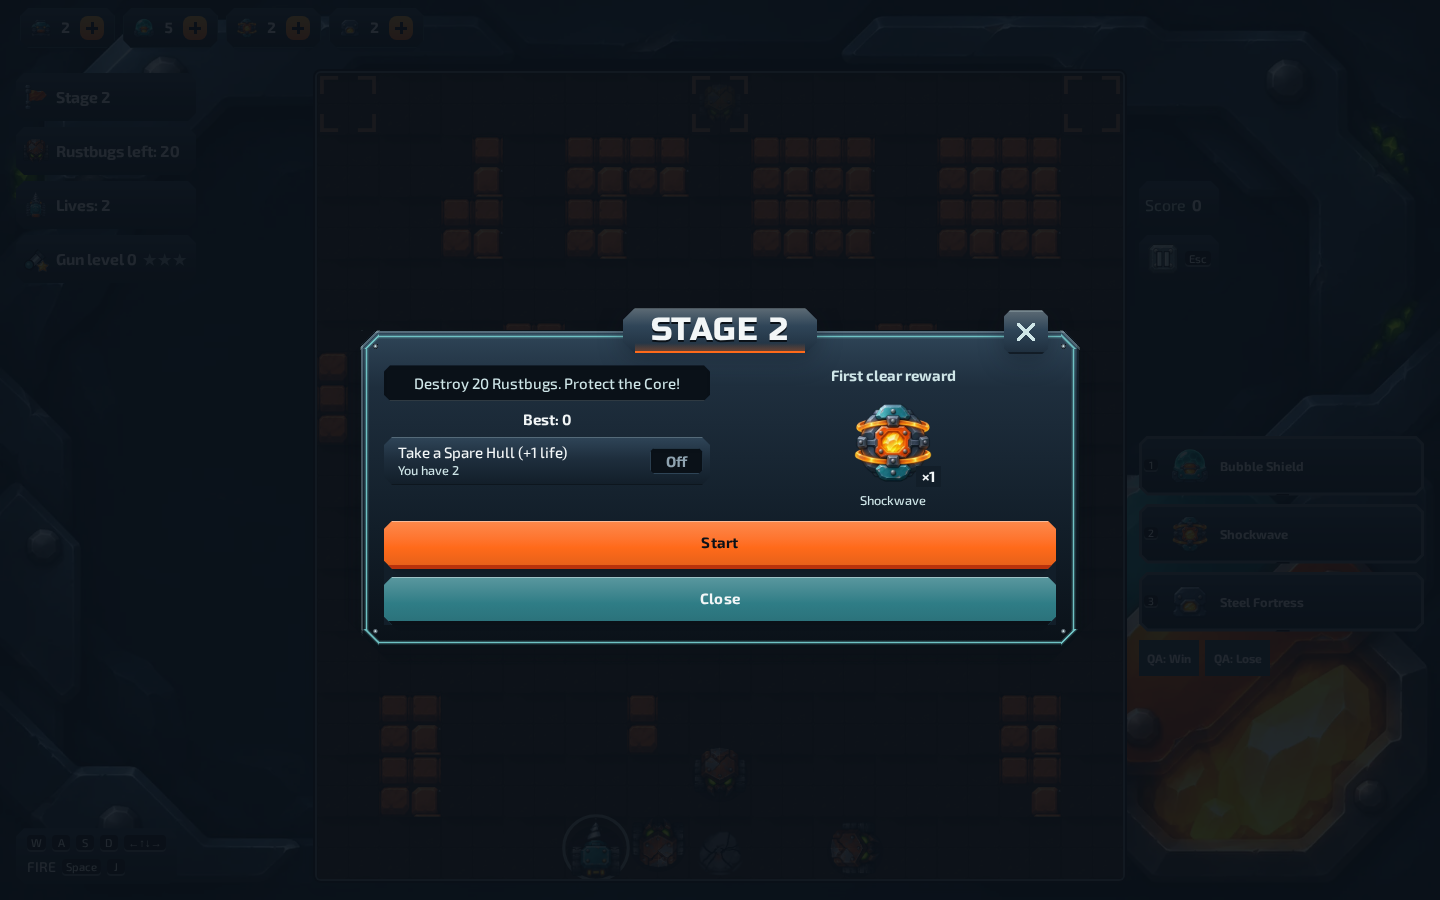 2
5
2
2
Stage 2
Rustbugs left: 20
Lives: 2
Gun level 0
Score 0
Esc
STAGE 2
Destroy 20 Rustbugs. Protect the Core!
Best: 0
Take a Spare Hull (+1 life)
You have 2
Off
First clear reward
×1
Shockwave
Start
Close
1 Bubble Shield
2 Shockwave
3 Steel Fortress
QA: Win QA: Lose
W A S D ←↑↓→
FIRE Space J